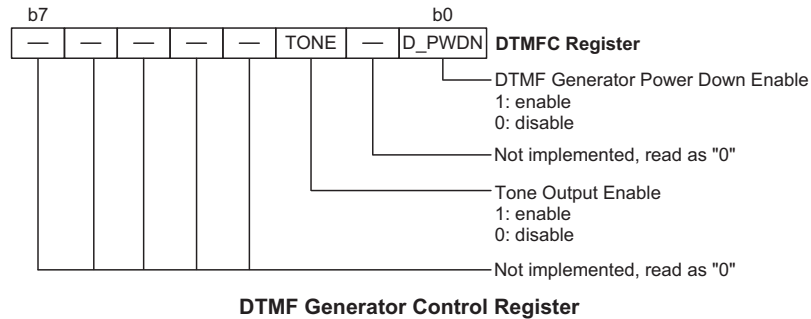 b7 b0
— — — — — TONE — D_PWDN DTMFC Register
DTMF Generator Power Down Enable
1: enable
0: disable
Not implemented, read as "0"
Tone Output Enable
1: enable
0: disable
Not implemented, read as "0"
DTMF Generator Control Register